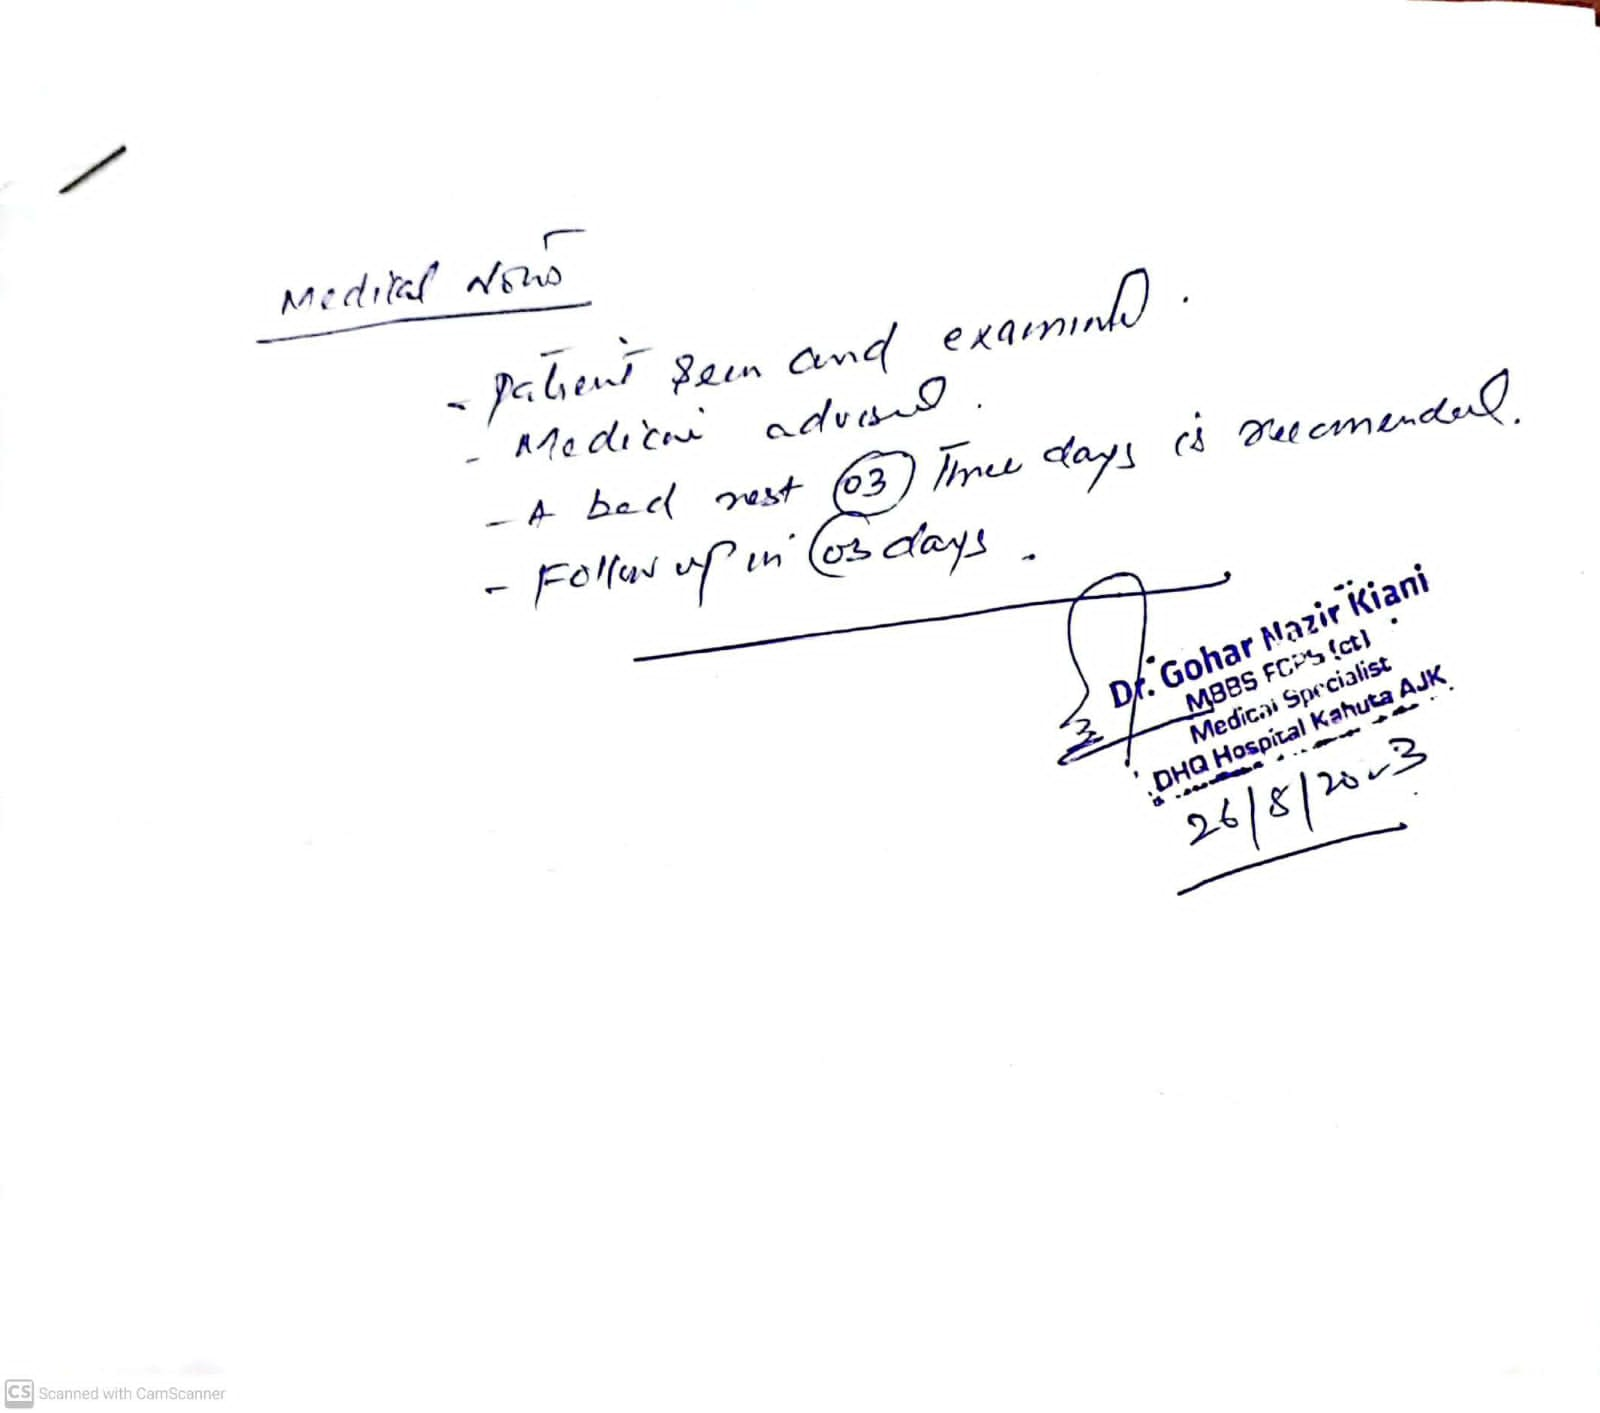 Medical Note
- Patient seen and examined.
- Medicine advised.
- A bed rest 03 Three days is recomended.
- Follow up in 03 days.
Dr. Gohar Nazir Kiani
MBBS FCPS (ct)
Medical Specialist
DHQ Hospital Kahuta AJK
26/8/2023
CS Scanned with CamScanner